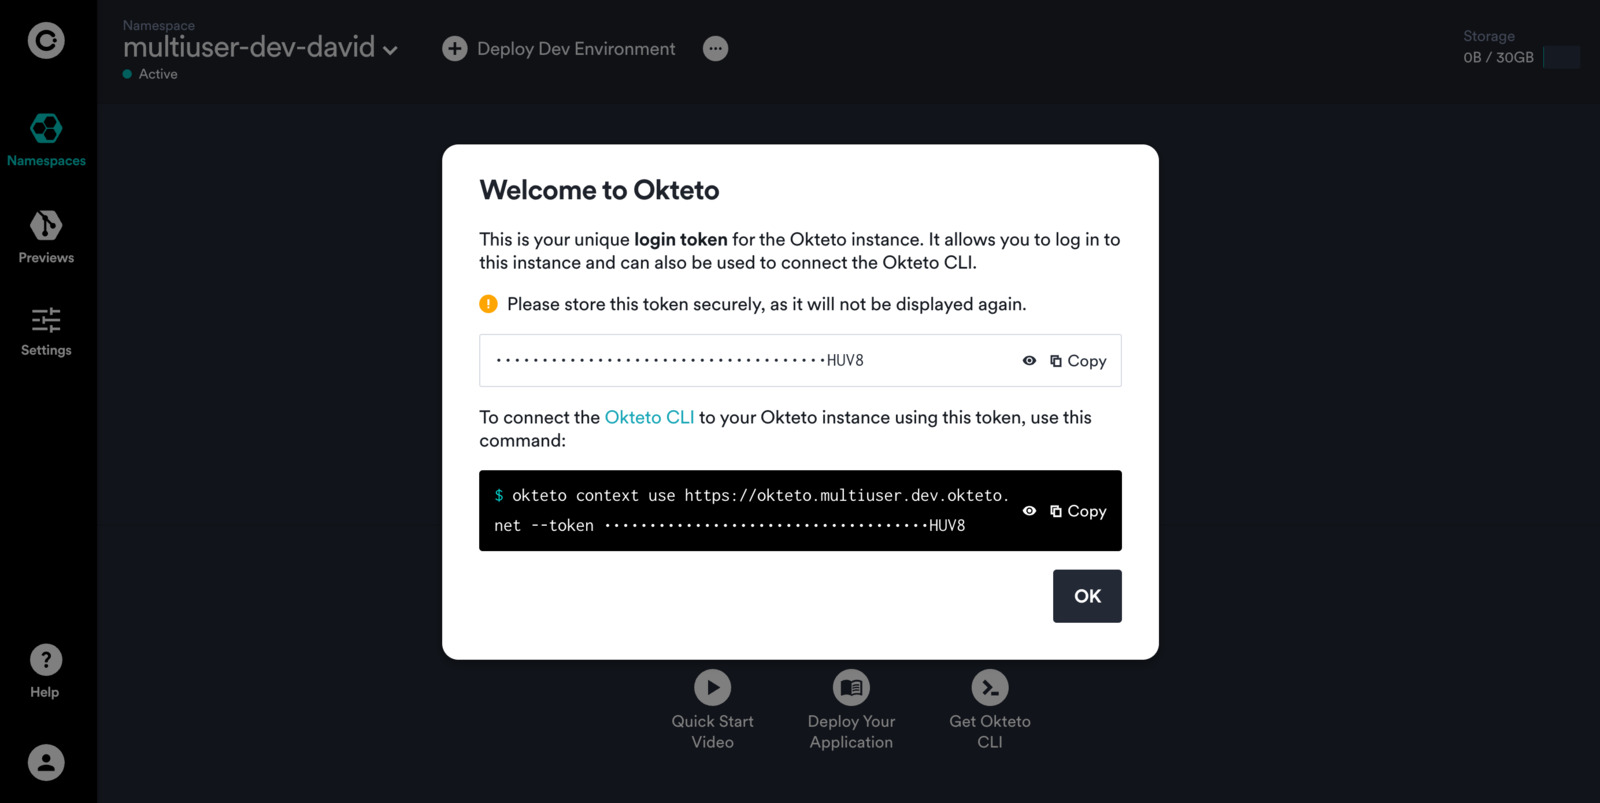 Namespace
multiuser-dev-david
Active
Deploy Dev Environment
Storage
0B / 30GB
Namespaces
Previews
Settings
Help
Welcome to Okteto
This is your unique login token for the Okteto instance. It allows you to log in to
this instance and can also be used to connect the Okteto CLI.
! Please store this token securely, as it will not be displayed again.
••••••••••••••••••••••••••••••••••••HUV8 Copy
To connect the Okteto CLI to your Okteto instance using this token, use this
command:
$ okteto context use https://okteto.multiuser.dev.okteto.
net --token ••••••••••••••••••••••••••••••••••••HUV8
Copy
OK
Quick Start
Video
Deploy Your
Application
Get Okteto
CLI